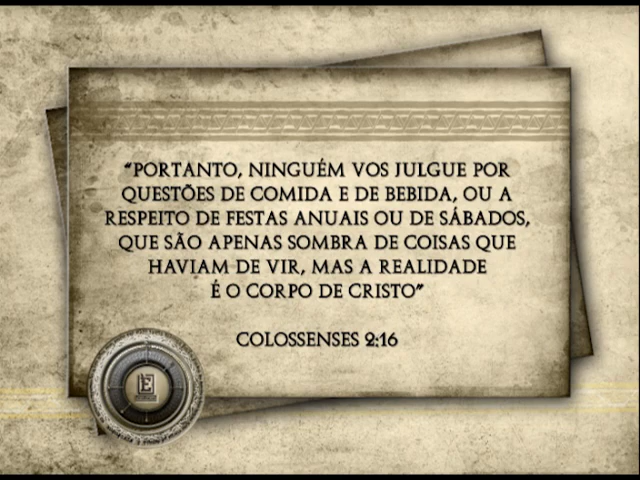 “PORTANTO, NINGUÉM VOS JULGUE POR
QUESTÕES DE COMIDA E DE BEBIDA, OU A
RESPEITO DE FESTAS ANUAIS OU DE SÁBADOS,
QUE SÃO APENAS SOMBRA DE COISAS QUE
HAVIAM DE VIR, MAS A REALIDADE
É O CORPO DE CRISTO”
COLOSSENSES 2:16